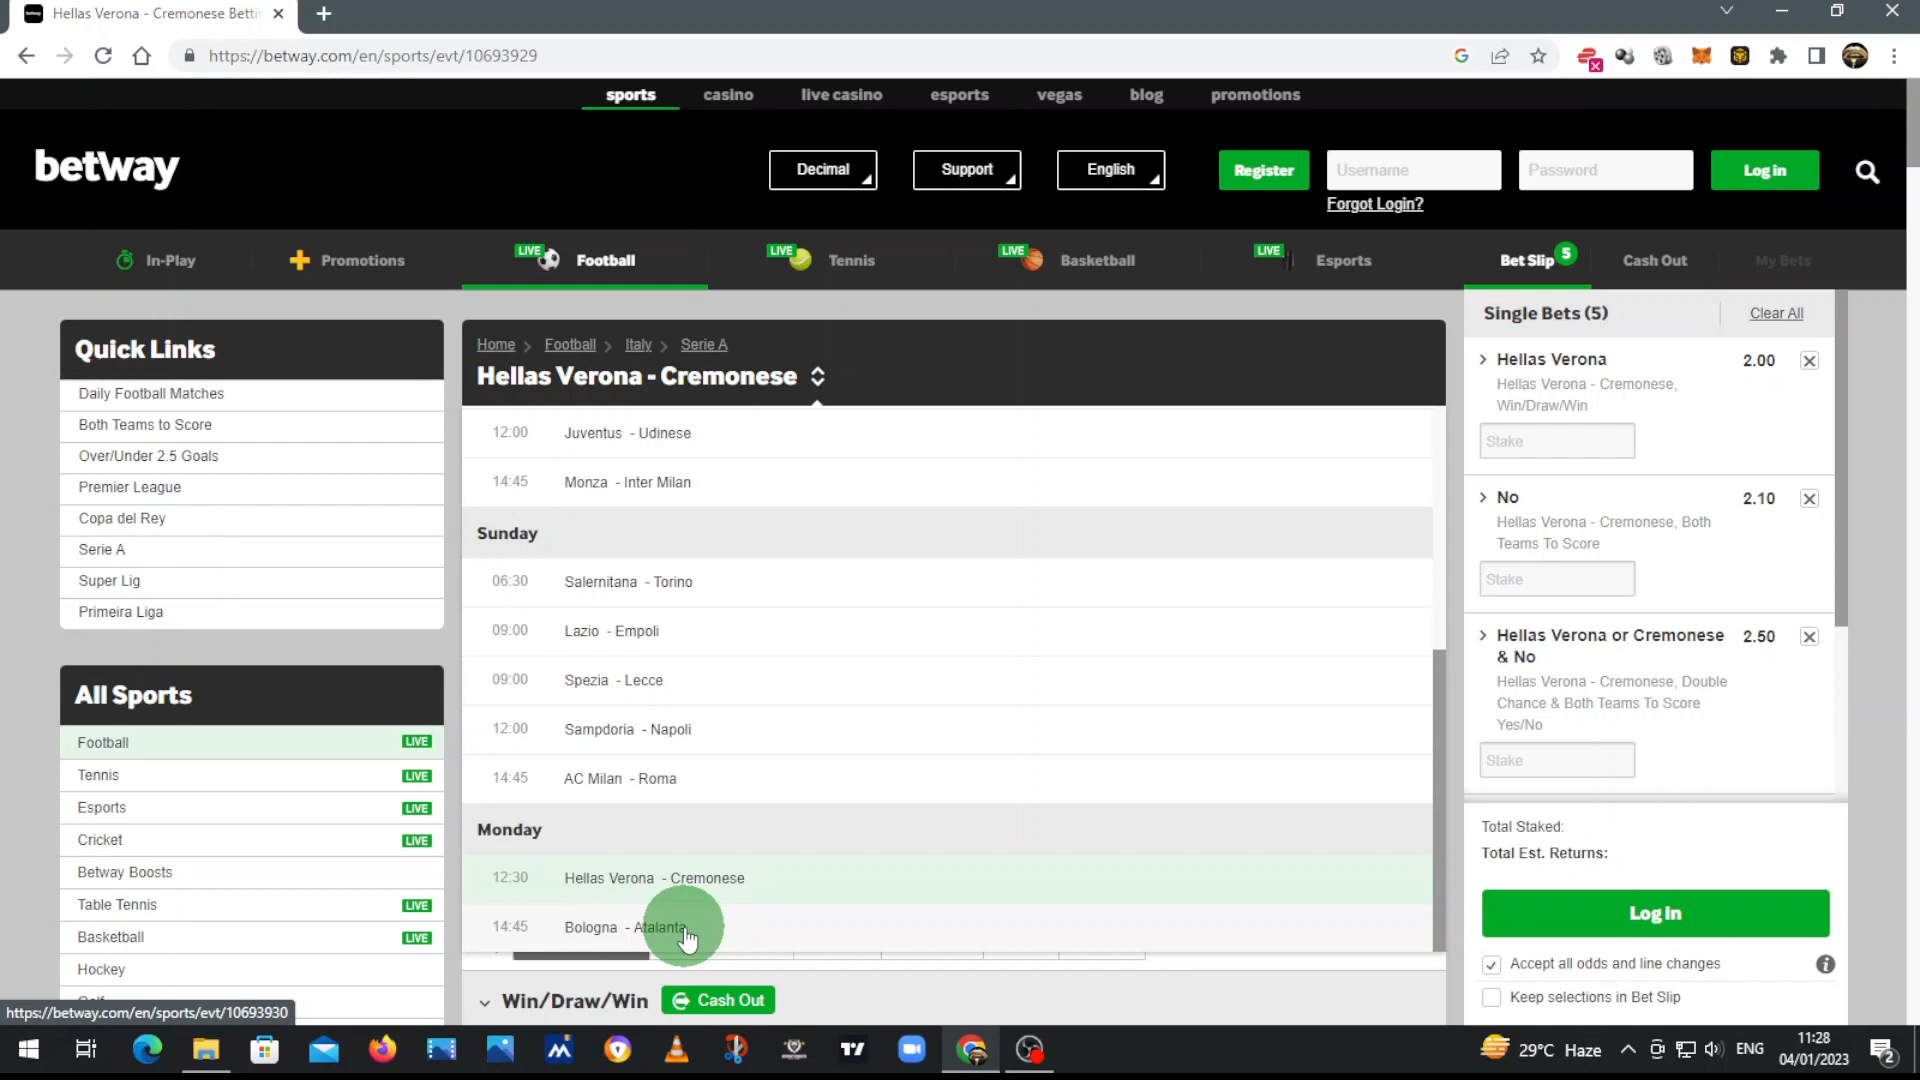 Hellas Verona - Cremonese Betti
https://betway.com/en/sports/evt/10693929
sports
casino
live casino
esports
vegas
blog
promotions
betway
Decimal
Support
English
Register
Username
Password
Log in
Forgot Login?
In-Play
Promotions
LIVE
Football
LIVE
Tennis
LIVE
Basketball
LIVE
Esports
Bet Slip
5
Cash Out
My Bets
Quick Links
Daily Football Matches
Both Teams to Score
Over/Under 2.5 Goals
Premier League
Copa del Rey
Serie A
Super Lig
Primeira Liga
All Sports
Football LIVE
Tennis LIVE
Esports LIVE
Cricket LIVE
Betway Boosts
Table Tennis LIVE
Basketball LIVE
Hockey
https://betway.com/en/sports/evt/10693930
Home > Football > Italy > Serie A
Hellas Verona - Cremonese
12:00 Juventus - Udinese
14:45 Monza - Inter Milan
Sunday
06:30 Salernitana - Torino
09:00 Lazio - Empoli
09:00 Spezia - Lecce
12:00 Sampdoria - Napoli
14:45 AC Milan - Roma
Monday
12:30 Hellas Verona - Cremonese
14:45 Bologna - Atalanta
Win/Draw/Win
Cash Out
Single Bets (5)
Clear All
Hellas Verona 2.00
Hellas Verona - Cremonese,
Win/Draw/Win
Stake
No 2.10
Hellas Verona - Cremonese, Both
Teams To Score
Stake
Hellas Verona or Cremonese 2.50
& No
Hellas Verona - Cremonese, Double
Chance & Both Teams To Score
Yes/No
Stake
Total Staked:
Total Est. Returns:
Log in
Accept all odds and line changes
Keep selections in Bet Slip
29°C Haze
ENG
11:28
04/01/2023
2